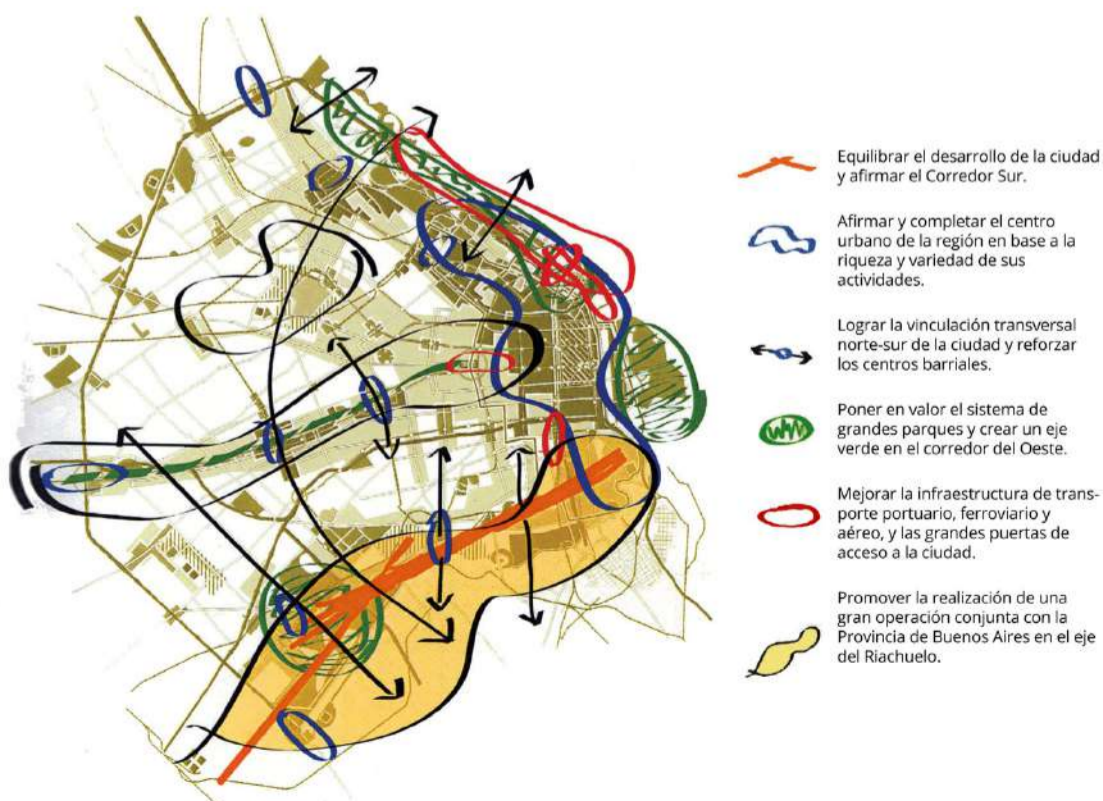 Equilibrar el desarrollo de la ciudad
y afirmar el Corredor Sur.
Afirmar y completar el centro
urbano de la región en base a la
riqueza y variedad de sus
actividades.
Lograr la vinculación transversal
norte-sur de la ciudad y reforzar
los centros barriales.
Poner en valor el sistema de
grandes parques y crear un eje
verde en el corredor del Oeste.
Mejorar la infraestructura de trans-
porte portuario, ferroviario y
aéreo, y las grandes puertas de
acceso a la ciudad.
Promover la realización de una
gran operación conjunta con la
Provincia de Buenos Aires en el eje
del Riachuelo.